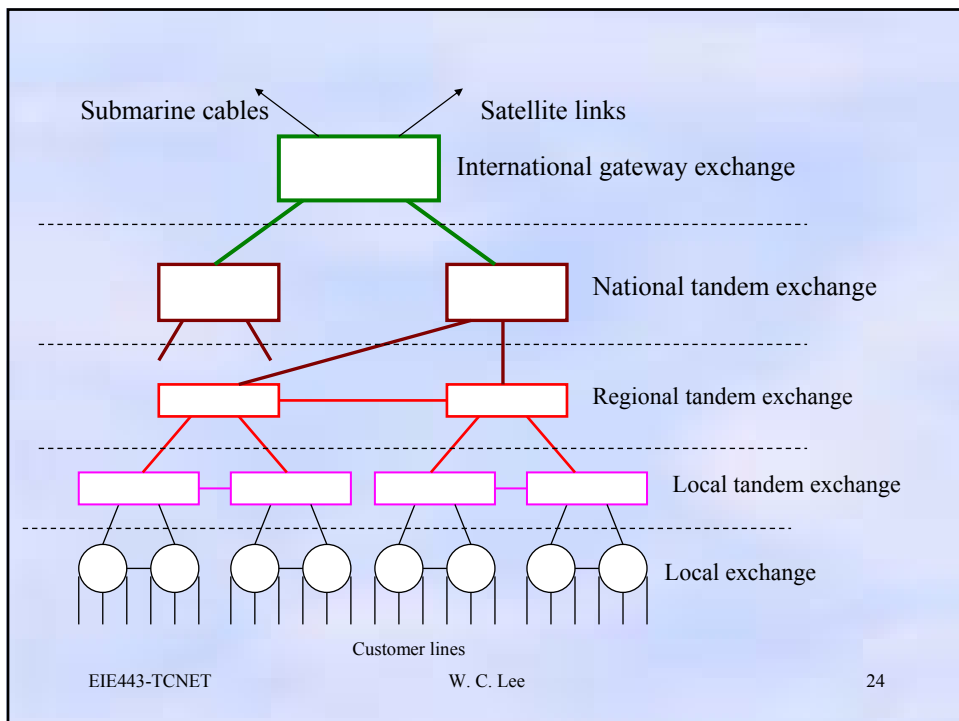 Submarine cables
Satellite links
International gateway exchange
National tandem exchange
Regional tandem exchange
Local tandem exchange
Local exchange
Customer lines
EIE443-TCNET
W. C. Lee
24